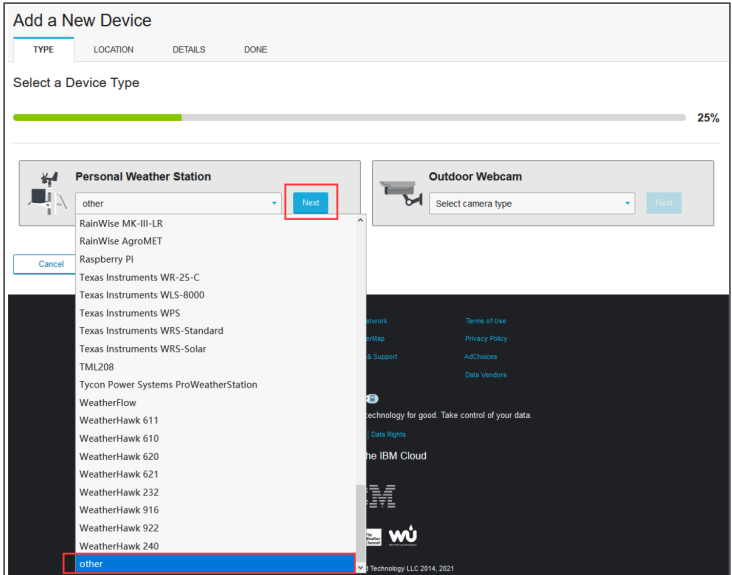 Add a New Device
TYPE LOCATION DETAILS DONE
Select a Device Type
25%
Personal Weather Station
other
Next
Outdoor Webcam
Select camera type
Next
RainWise MK-III-LR
RainWise AgroMET
Raspberry Pi
Texas Instruments WR-25-C
Texas Instruments WLS-8000
Texas Instruments WPS
Texas Instruments WRS-Standard
Texas Instruments WRS-Solar
TML208
Tycon Power Systems ProWeatherStation
WeatherFlow
WeatherHawk 611
WeatherHawk 610
WeatherHawk 620
WeatherHawk 621
WeatherHawk 232
WeatherHawk 916
WeatherHawk 922
WeatherHawk 240
other
Cancel
Terms of Use
Privacy Policy
& Support AdChoices
Data Vendors
technology for good. Take control of your data.
| Data Rights
he IBM Cloud
wu
Technology LLC 2014, 2021